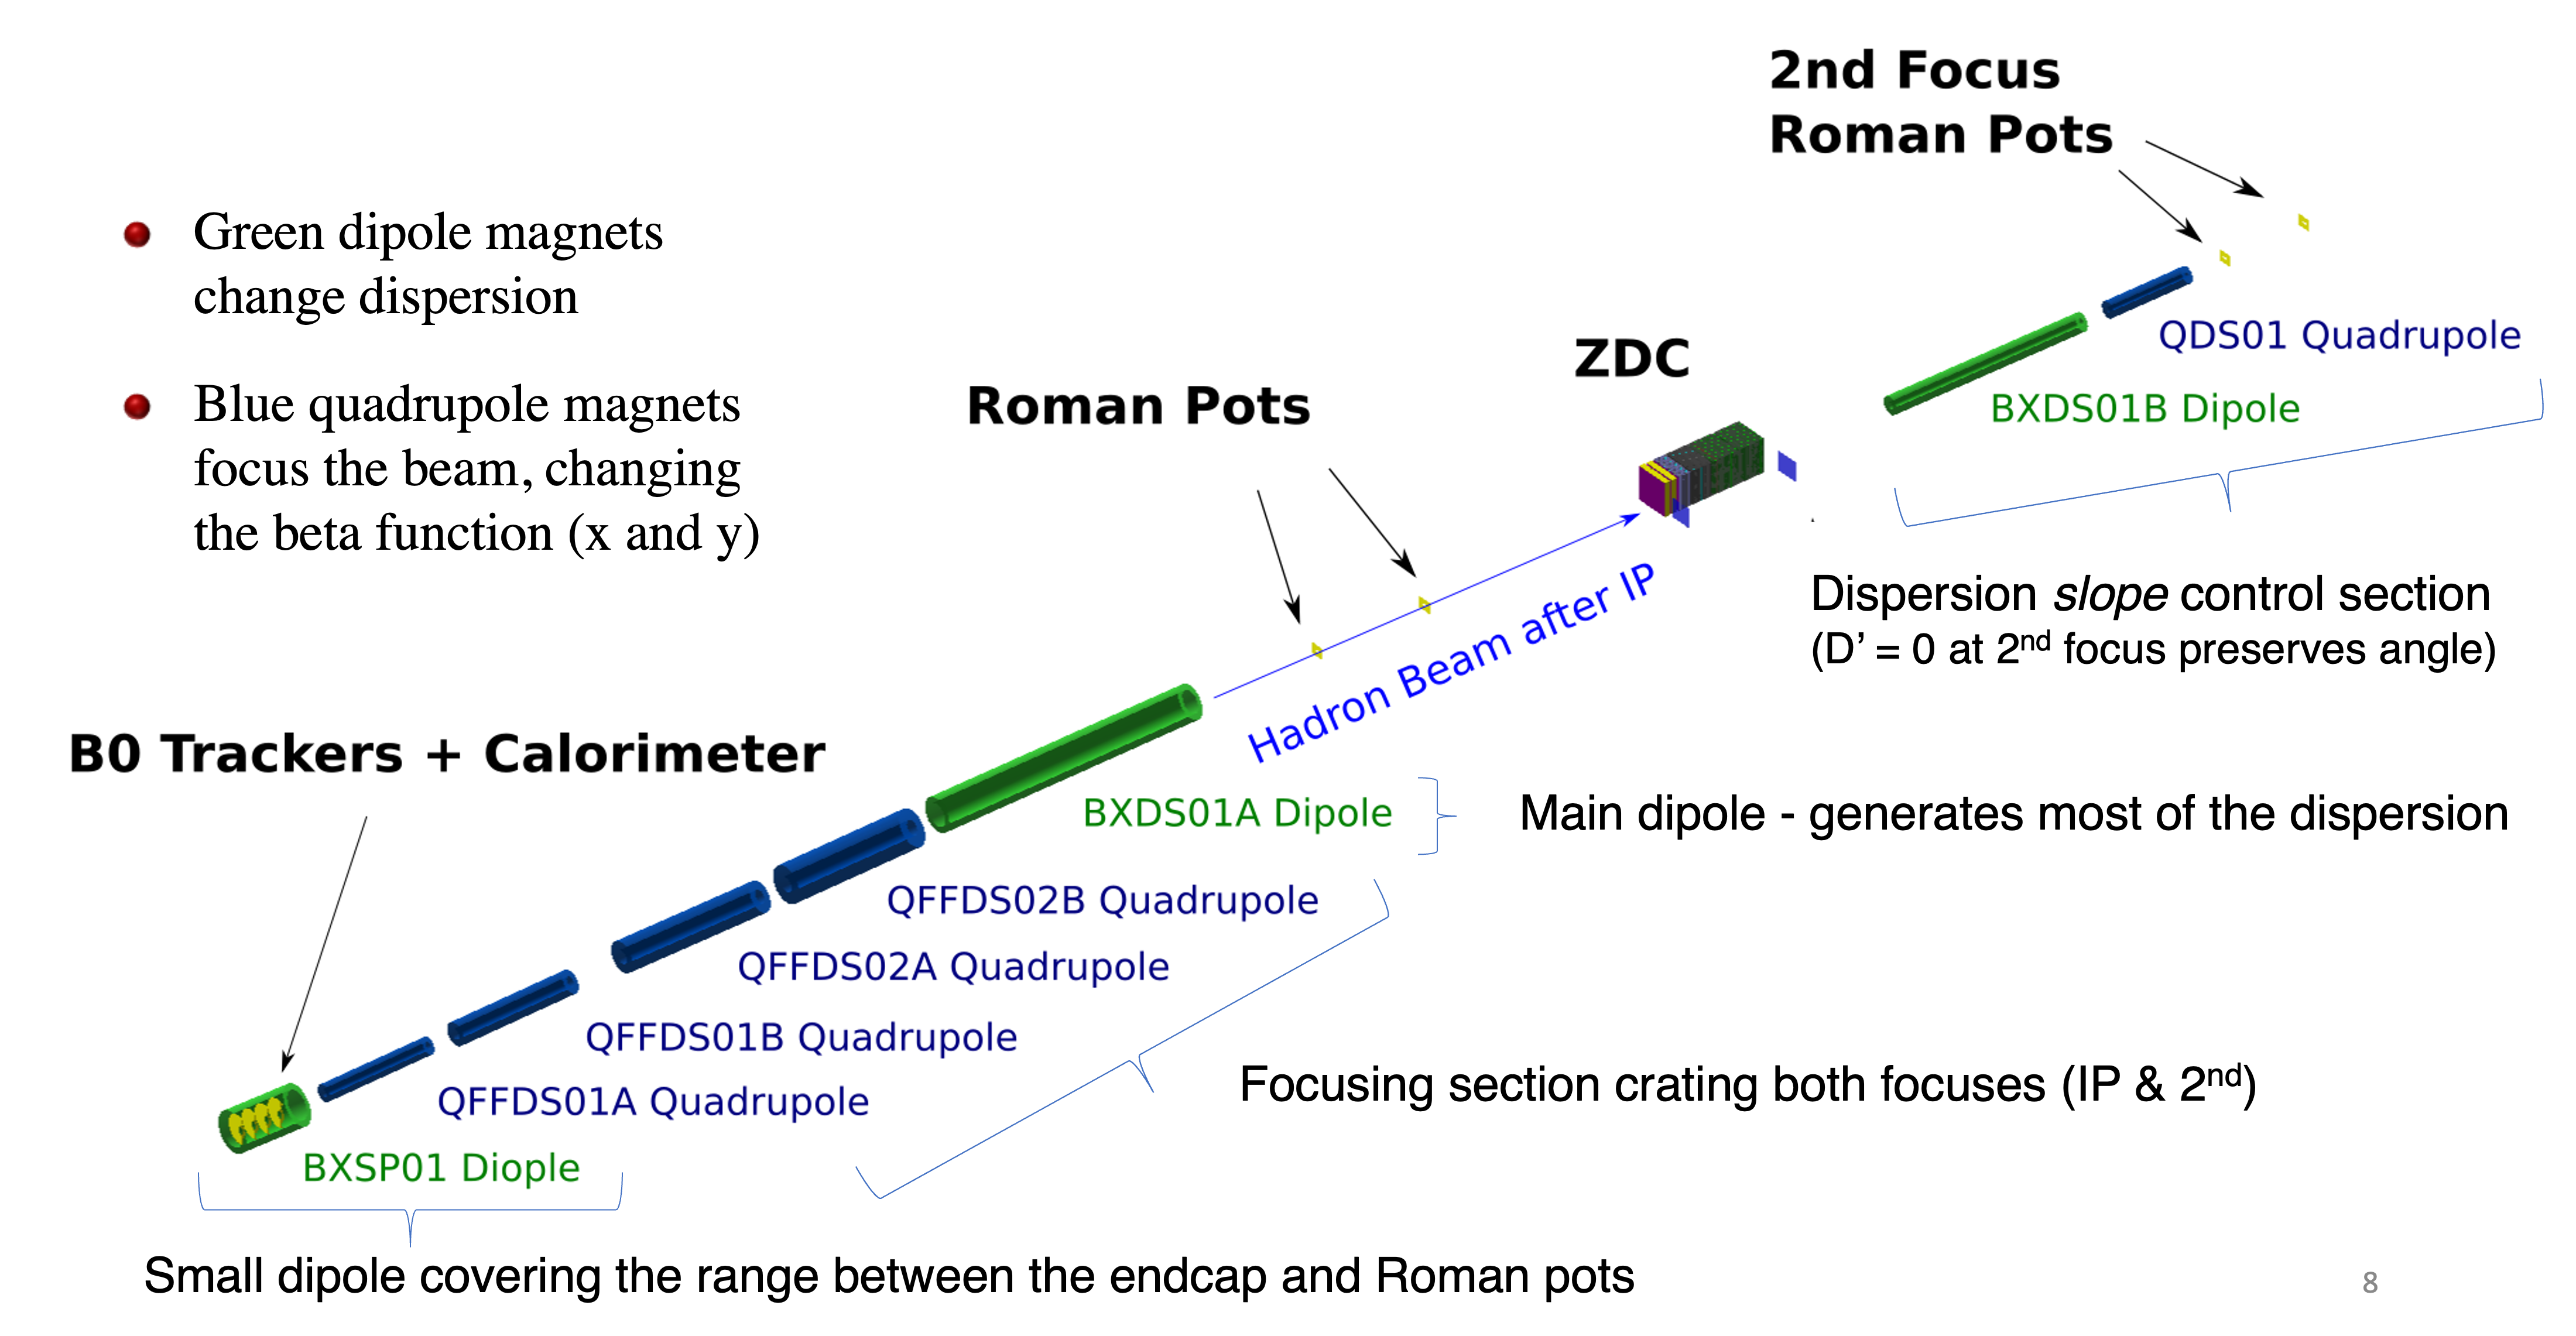 2nd Focus
Roman Pots
Green dipole magnets
change dispersion
Blue quadrupole magnets
focus the beam, changing
the beta function (x and y)
ZDC
Roman Pots
QDS01 Quadrupole
BXDS01B Dipole
Hadron Beam after IP
Dispersion slope control section
(D’ = 0 at 2nd focus preserves angle)
B0 Trackers + Calorimeter
BXDS01A Dipole
Main dipole - generates most of the dispersion
QFFDS02B Quadrupole
QFFDS02A Quadrupole
QFFDS01B Quadrupole
QFFDS01A Quadrupole
Focusing section crating both focuses (IP & 2nd)
BXSP01 Diople
Small dipole covering the range between the endcap and Roman pots
8